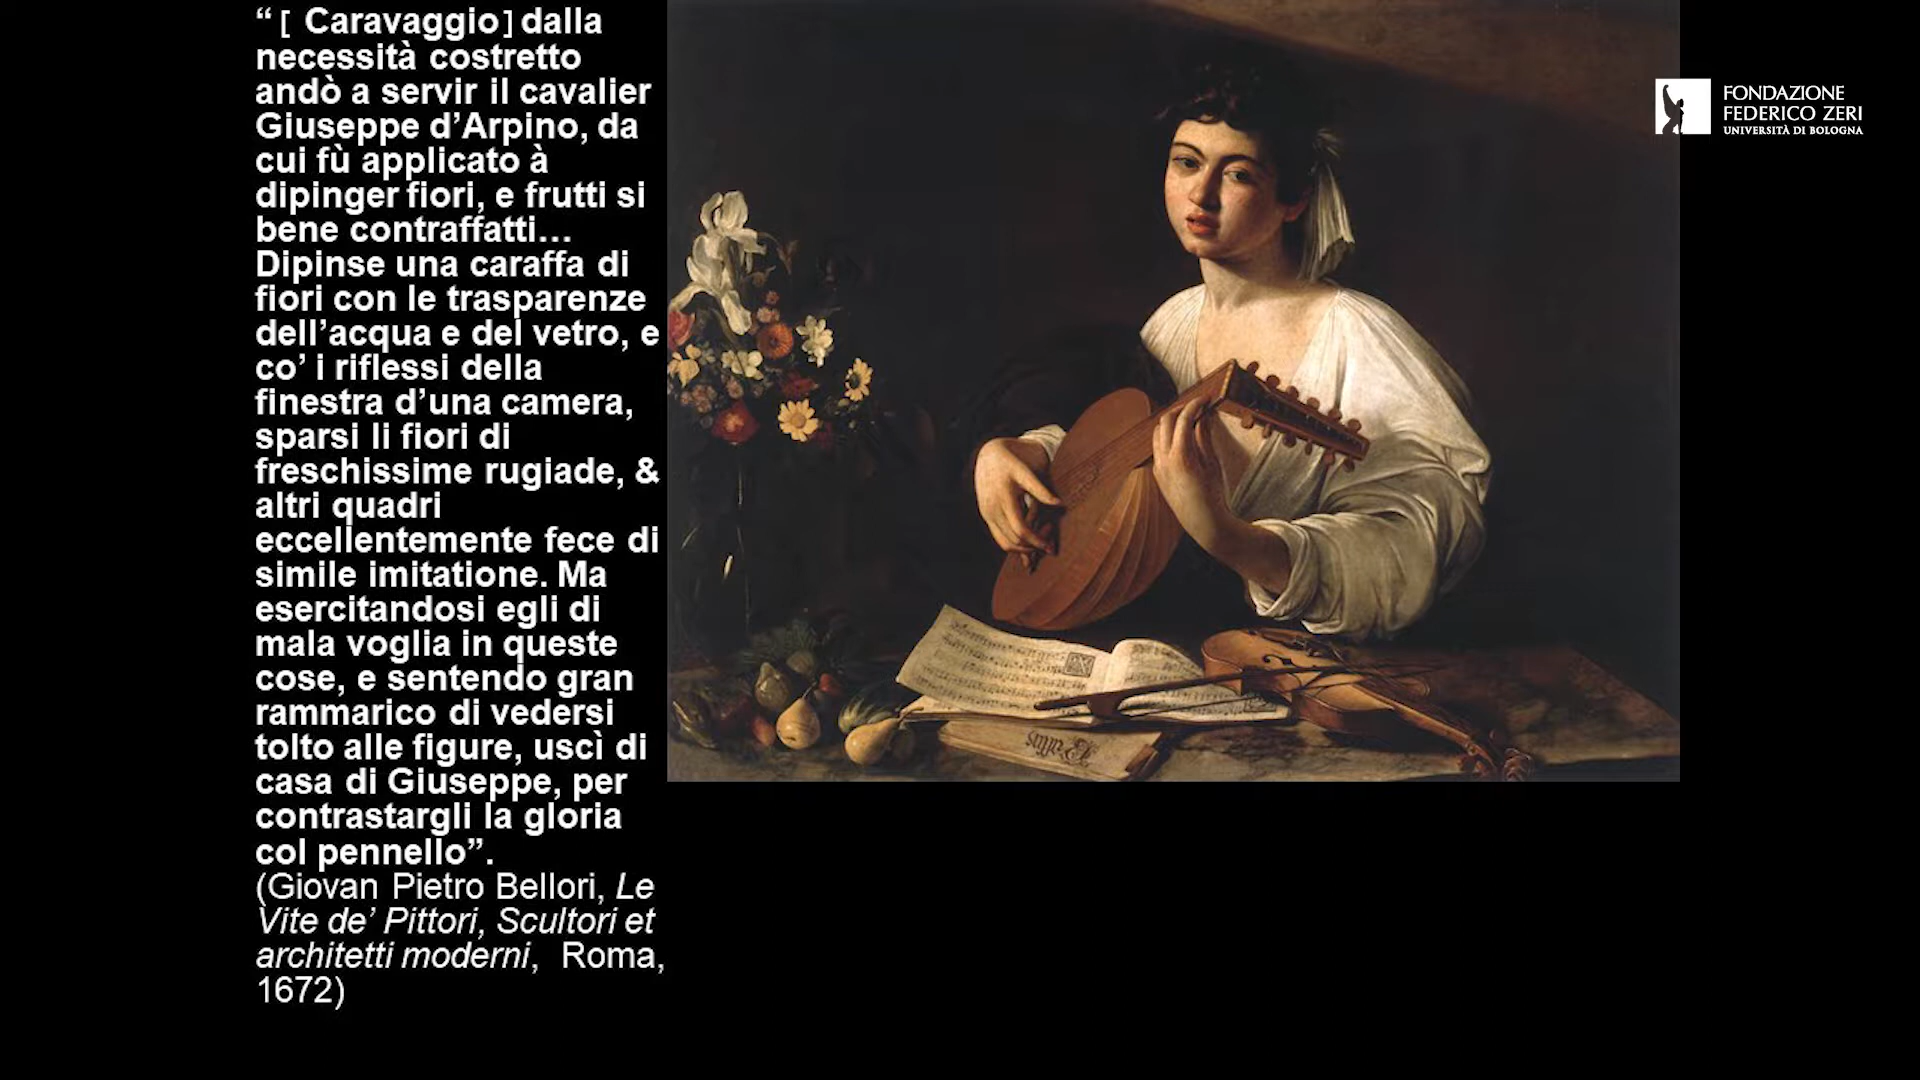 “[ Caravaggio] dalla
necessità costretto
andò a servir il cavalier
Giuseppe d’Arpino, da
cui fù applicato à
dipinger fiori, e frutti si
bene contraffatti…
Dipinse una caraffa di
fiori con le trasparenze
dell’acqua e del vetro, e
co’ i riflessi della
finestra d’una camera,
sparsi li fiori di
freschissime rugiade, &
altri quadri
eccellentemente fece di
simile imitatione. Ma
esercitandosi egli di
mala voglia in queste
cose, e sentendo gran
rammarico di vedersi
tolto alle figure, uscì di
casa di Giuseppe, per
contrastargli la gloria
col pennello”.
(Giovan Pietro Bellori, Le
Vite de’ Pittori, Scultori et
architetti moderni, Roma,
1672)
FONDAZIONE
FEDERICO ZERI
UNIVERSITÀ DI BOLOGNA